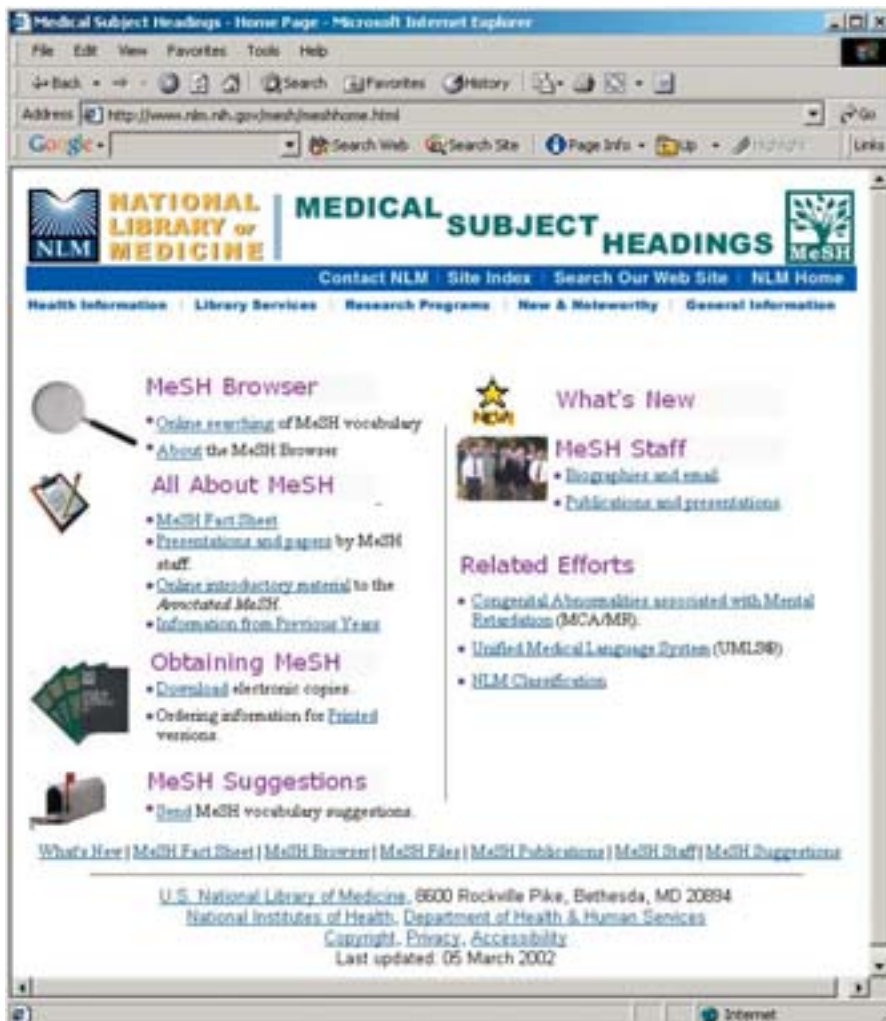 Medical Subject Headings - Home Page - Microsoft Internet Explorer
File Edit View Favorites Tools Help
Back Search Favorites History
Address http://www.nlm.nih.gov/mesh/meshhome.html Go
Google Search Web Search Site Page Info Up Highlight Links
NLM
NATIONAL
LIBRARY OF
MEDICINE
MEDICAL
SUBJECT
HEADINGS
MeSH
Contact NLM Site Index Search Our Web Site NLM Home
Health Information Library Services Research Programs New & Noteworthy General Information
MeSH Browser
• Online searching of MeSH vocabulary
• About the MeSH Browser
All About MeSH
• MeSH Fact Sheet
• Presentations and papers by MeSH
staff.
• Online introductory material to the
Annotated MeSH.
• Information from Previous Years
Obtaining MeSH
• Download electronic copies.
• Ordering information for Printed
versions.
MeSH Suggestions
• Send MeSH vocabulary suggestions.
NEW
What's New
MeSH Staff
• Biographies and email
• Publications and presentations
Related Efforts
• Congenital Abnormalities associated with Mental
Retardation (MCA/MR).
• Unified Medical Language System (UMLS®)
• NLM Classification
What's New | MeSH Fact Sheet | MeSH Browser | MeSH Files | MeSH Publications | MeSH Staff | MeSH Suggestions
U.S. National Library of Medicine, 8600 Rockville Pike, Bethesda, MD 20894
National Institutes of Health, Department of Health & Human Services
Copyright, Privacy, Accessibility
Last updated: 05 March 2002
Internet